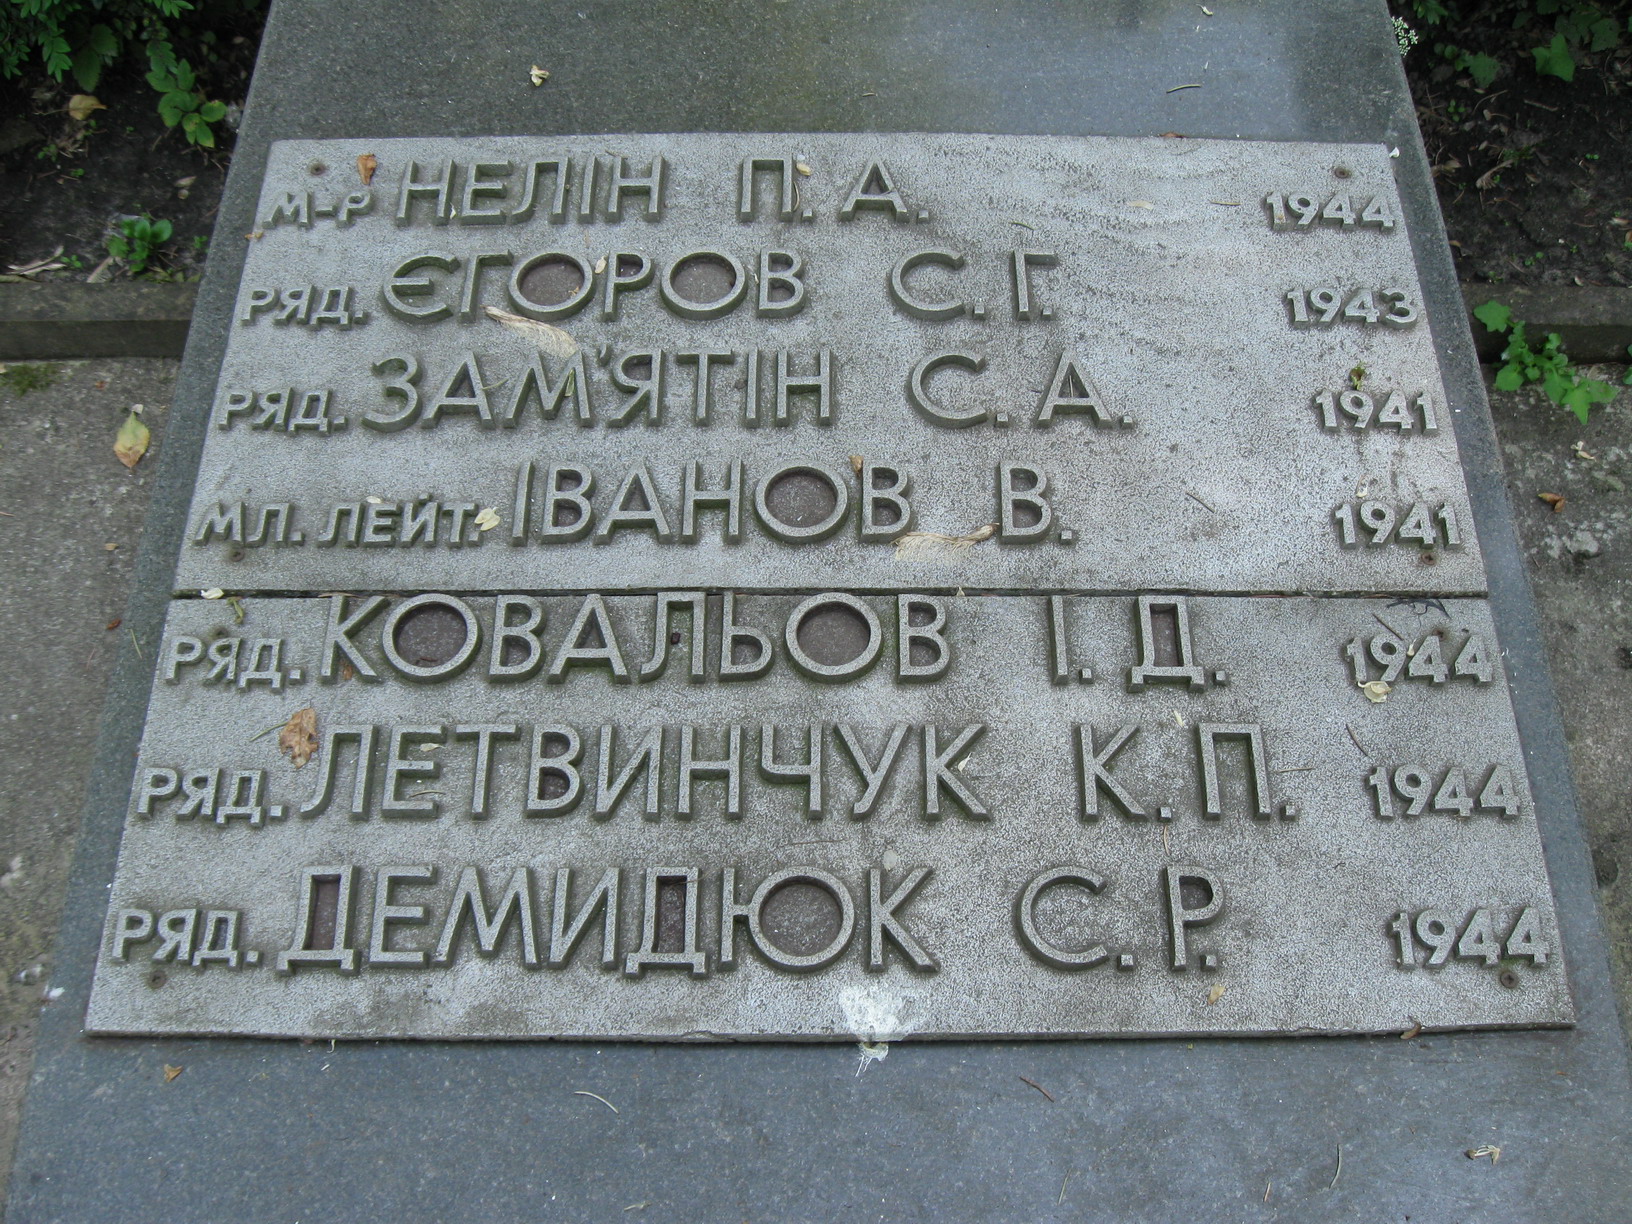 М-Р НЕЛІН П. А. 1944
РЯД. ЄГОРОВ С. Г. 1943
РЯД. ЗАМ'ЯТІН С. А. 1941
МЛ. ЛЕЙТ. ІВАНОВ В. 1941
РЯД. КОВАЛЬОВ І. Д. 1944
РЯД. ЛЕТВИНЧУК К. П. 1944
РЯД. ДЕМИДЮК С. Р. 1944